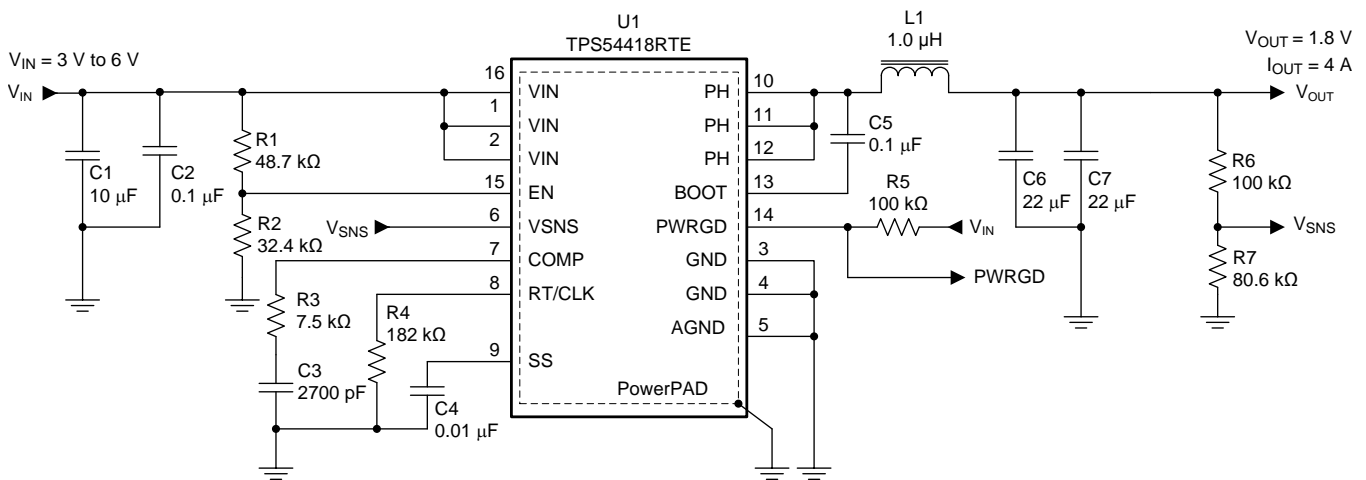 U1
TPS54418RTE
L1
1.0 µH
V_IN = 3 V to 6 V
V_IN
V_OUT = 1.8 V
I_OUT = 4 A
V_OUT
16
VIN
1
VIN
2
VIN
15
EN
6
VSNS
7
COMP
8
RT/CLK
9
SS
PH
10
PH
11
PH
12
BOOT
13
PWRGD
14
GND
3
GND
4
AGND
5
PowerPAD
C1
10 µF
C2
0.1 µF
R1
48.7 kΩ
R2
32.4 kΩ
V_SNS
R3
7.5 kΩ
C3
2700 pF
R4
182 kΩ
C4
0.01 µF
C5
0.1 µF
R5
100 kΩ
V_IN
PWRGD
C6
22 µF
C7
22 µF
R6
100 kΩ
V_SNS
R7
80.6 kΩ